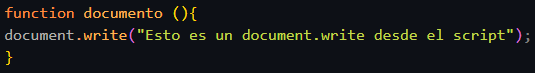 function documento (){
document.write("Esto es un document.write desde el script");
}